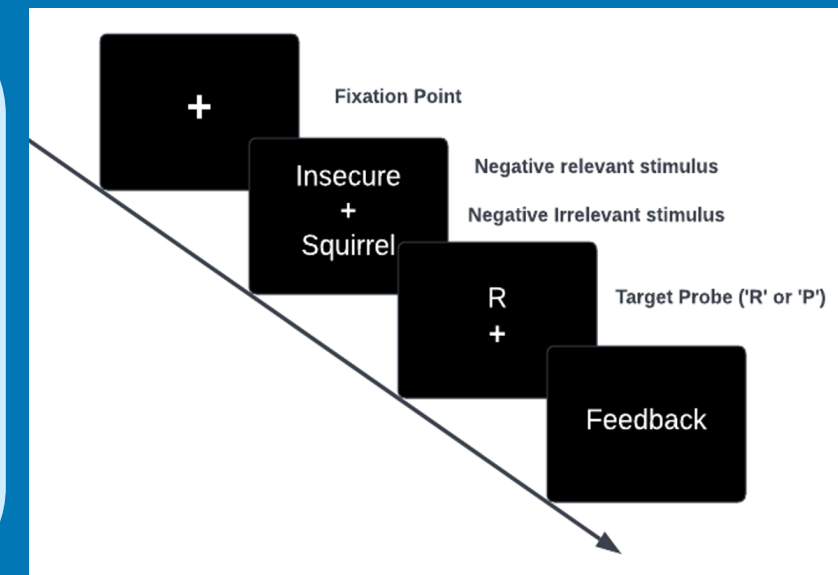 +
Fixation Point
Insecure
+
Squirrel
Negative relevant stimulus
Negative Irrelevant stimulus
R
+
Target Probe ('R' or 'P')
Feedback